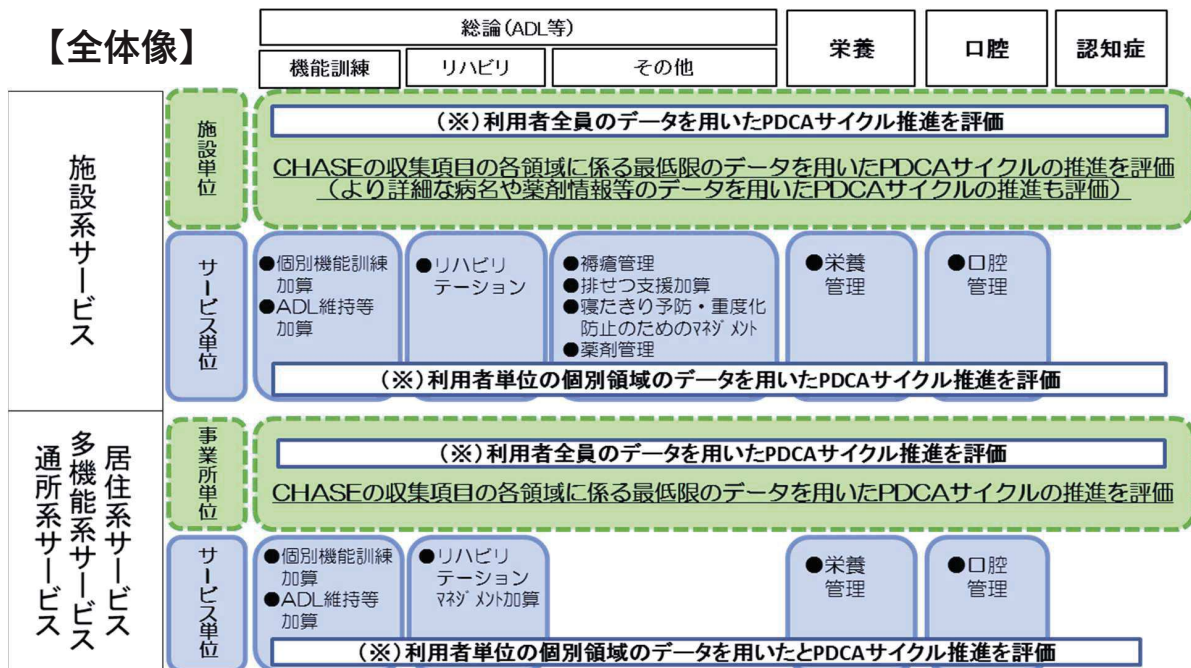 【全体像】
総論(ADL等)
機能訓練
リハビリ
その他
栄養
口腔
認知症
施設系サービス
施設単位
(※)利用者全員のデータを用いたPDCAサイクル推進を評価
CHASEの収集項目の各領域に係る最低限のデータを用いたPDCAサイクルの推進を評価
(より詳細な病名や薬剤情報等のデータを用いたPDCAサイクルの推進も評価)
サービス単位
●個別機能訓練
加算
●ADL維持等
加算
●リハビリ
テーション
●褥瘡管理
●排せつ支援加算
●寝たきり予防・重度化
防止のためのﾏﾈｼﾞﾒﾝﾄ
●薬剤管理
●栄養
管理
●口腔
管理
(※)利用者単位の個別領域のデータを用いたPDCAサイクル推進を評価
居住系サービス
多機能系サービス
通所系サービス
事業所単位
(※)利用者全員のデータを用いたPDCAサイクル推進を評価
CHASEの収集項目の各領域に係る最低限のデータを用いたPDCAサイクルの推進を評価
サービス単位
●個別機能訓練
加算
●ADL維持等
加算
●リハビリ
テーション
ﾏﾈｼﾞﾒﾝﾄ加算
●栄養
管理
●口腔
管理
(※)利用者単位の個別領域のデータを用いたとPDCAサイクル推進を評価